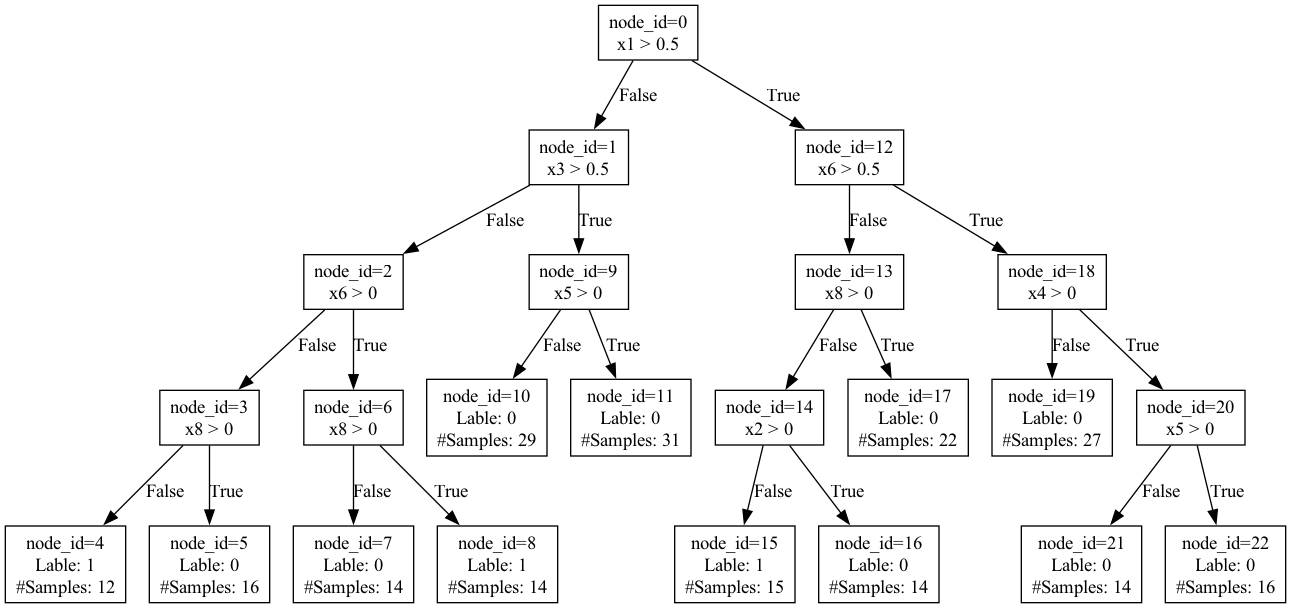 node_id=0
x1 > 0.5
False
True
node_id=1
x3 > 0.5
node_id=12
x6 > 0.5
False
True
False
True
node_id=2
x6 > 0
node_id=9
x5 > 0
node_id=13
x8 > 0
node_id=18
x4 > 0
False
True
False
True
False
True
False
True
node_id=3
x8 > 0
node_id=6
x8 > 0
node_id=10
Lable: 0
#Samples: 29
node_id=11
Lable: 0
#Samples: 31
node_id=14
x2 > 0
node_id=17
Lable: 0
#Samples: 22
node_id=19
Lable: 0
#Samples: 27
node_id=20
x5 > 0
False
True
False
True
False
True
False
True
node_id=4
Lable: 1
#Samples: 12
node_id=5
Lable: 0
#Samples: 16
node_id=7
Lable: 0
#Samples: 14
node_id=8
Lable: 1
#Samples: 14
node_id=15
Lable: 1
#Samples: 15
node_id=16
Lable: 0
#Samples: 14
node_id=21
Lable: 0
#Samples: 14
node_id=22
Lable: 0
#Samples: 16